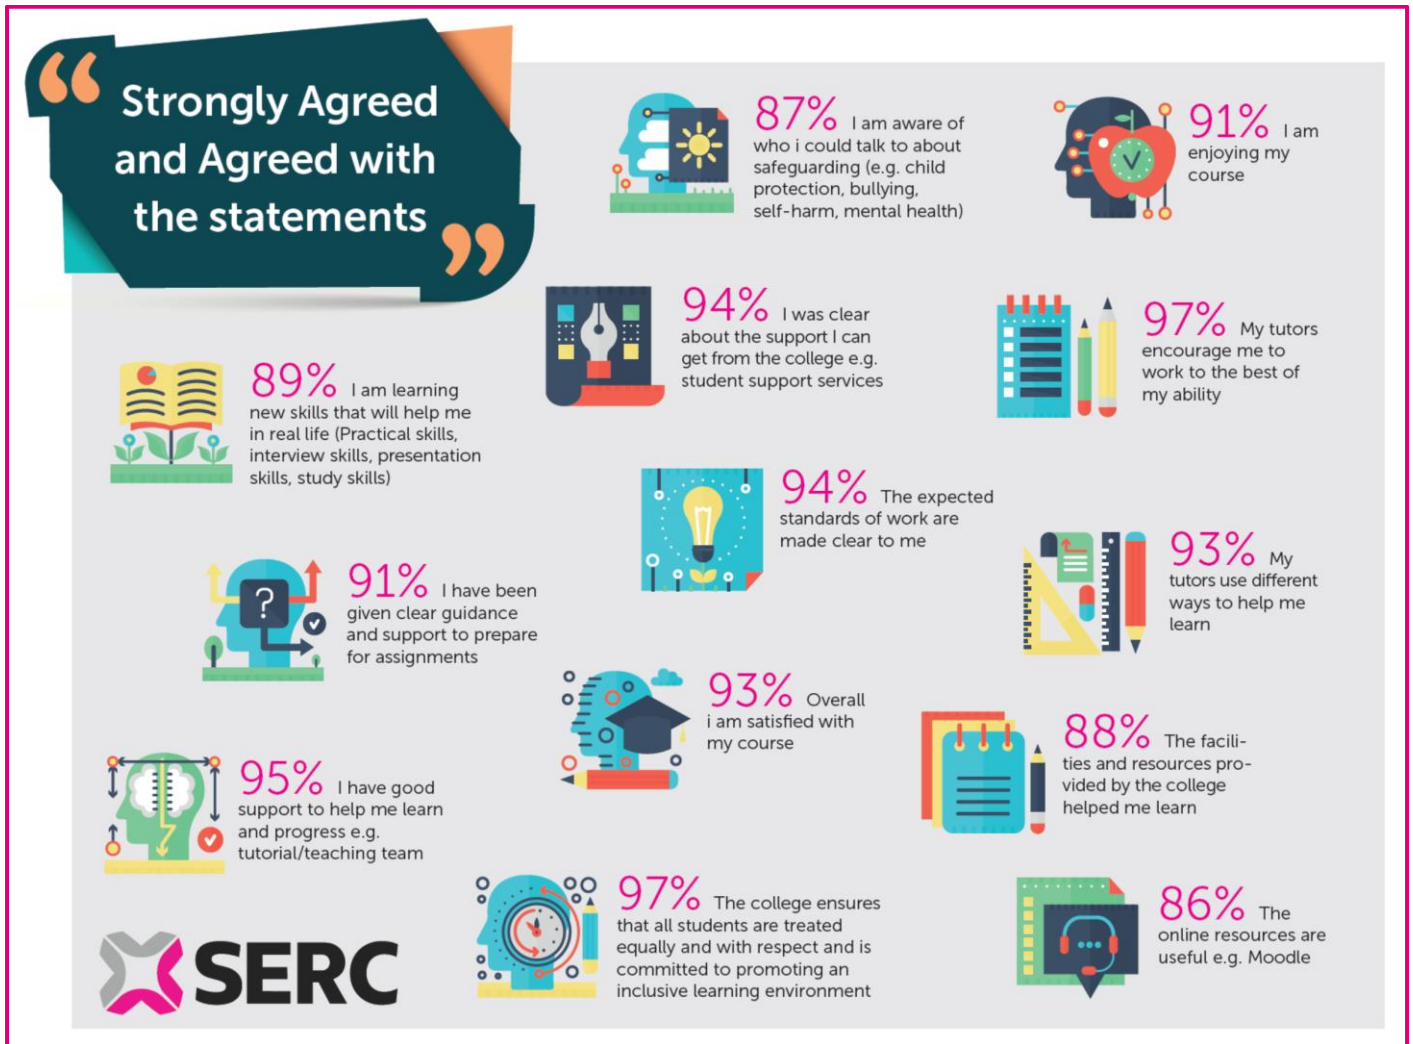 “
Strongly Agreed
and Agreed with
the statements
”
87% I am aware of
who i could talk to about
safeguarding (e.g. child
protection, bullying,
self-harm, mental health)
91% I am
enjoying my
course
94% I was clear
about the support I can
get from the college e.g.
student support services
97% My tutors
encourage me to
work to the best of
my ability
89% I am learning
new skills that will help me
in real life (Practical skills,
interview skills, presentation
skills, study skills)
94% The expected
standards of work are
made clear to me
93% My
tutors use different
ways to help me
learn
?
91% I have been
given clear guidance
and support to prepare
for assignments
93% Overall
i am satisfied with
my course
88% The facili-
ties and resources pro-
vided by the college
helped me learn
95% I have good
support to help me learn
and progress e.g.
tutorial/teaching team
97% The college ensures
that all students are treated
equally and with respect and is
committed to promoting an
inclusive learning environment
86% The
online resources are
useful e.g. Moodle
SERC